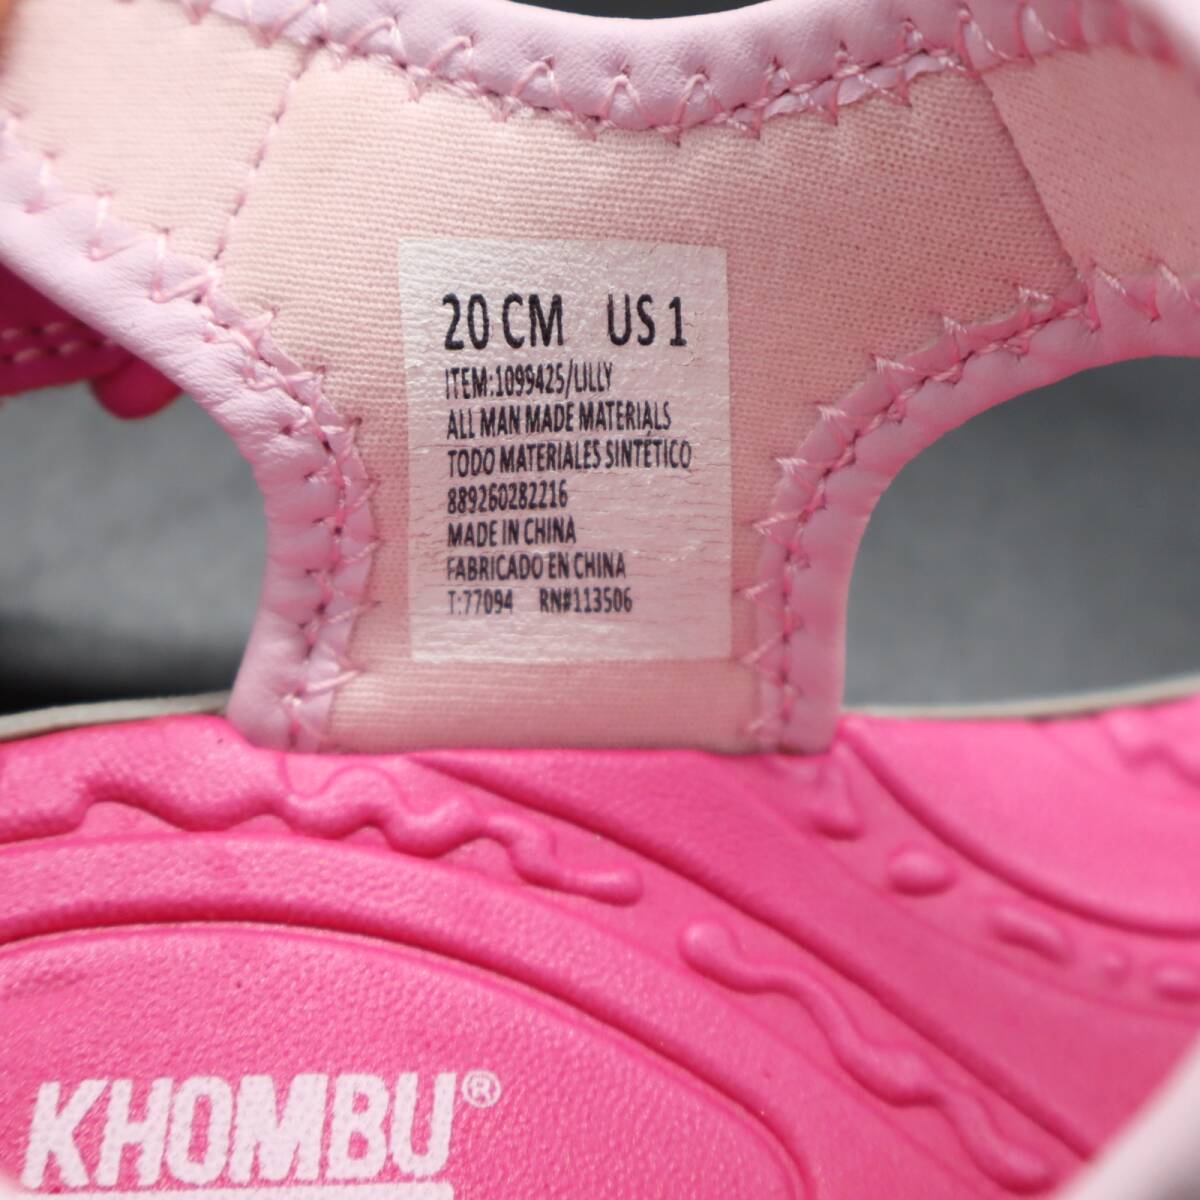 20 CM US 1
ITEM:1099425/LILLY
ALL MAN MADE MATERIALS
TODO MATERIALES SINTÉTICO
889260282216
MADE IN CHINA
FABRICADO EN CHINA
T:77094 RN#113506
KHOMBU®